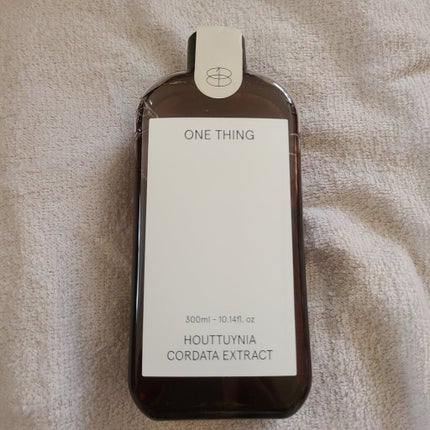 ONE THING
300ml - 10.14fl. oz
HOUTTUYNIA
CORDATA EXTRACT